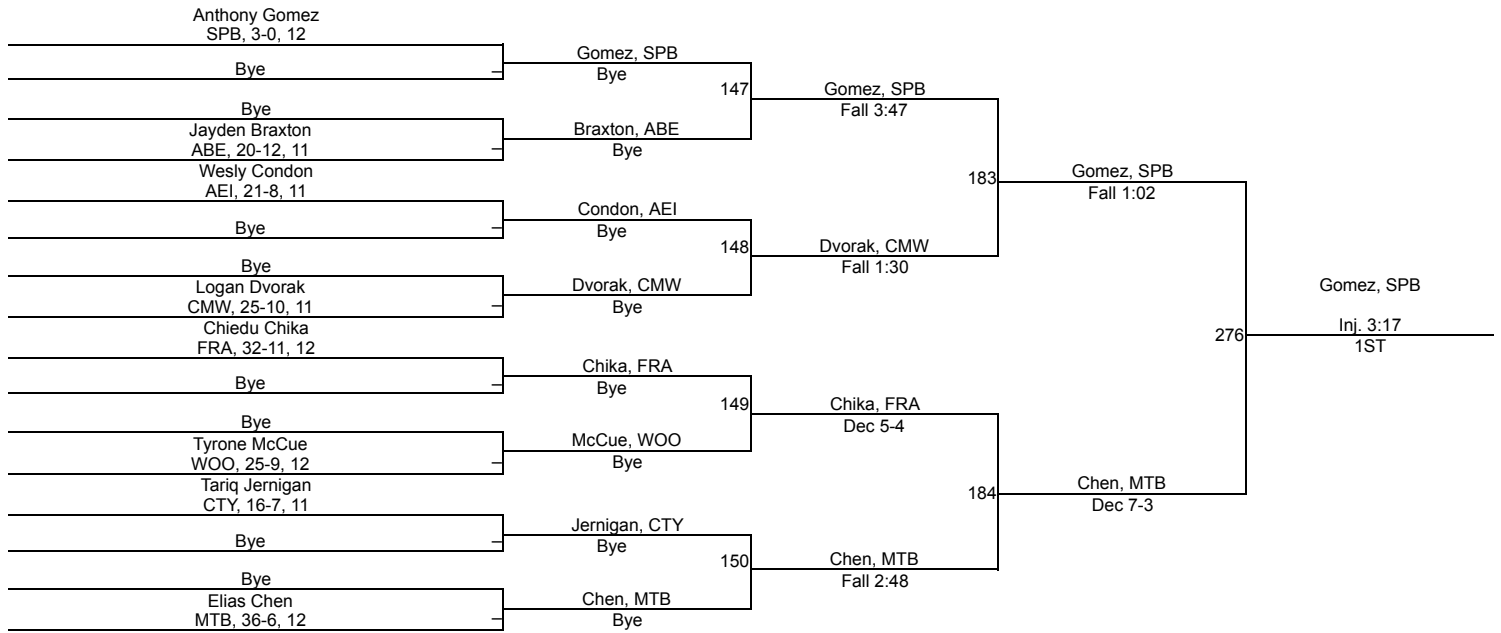 Anthony Gomez
SPB, 3-0, 12
Bye
Bye
Jayden Braxton
ABE, 20-12, 11
Wesly Condon
AEI, 21-8, 11
Bye
Bye
Logan Dvorak
CMW, 25-10, 11
Chiedu Chika
FRA, 32-11, 12
Bye
Bye
Tyrone McCue
WOO, 25-9, 12
Tariq Jernigan
CTY, 16-7, 11
Bye
Bye
Elias Chen
MTB, 36-6, 12
Gomez, SPB
Bye
147
Braxton, ABE
Bye
Condon, AEI
Bye
148
Dvorak, CMW
Bye
Chika, FRA
Bye
149
McCue, WOO
Bye
Jernigan, CTY
Bye
150
Chen, MTB
Bye
Gomez, SPB
Fall 3:47
183
Dvorak, CMW
Fall 1:30
Chika, FRA
Dec 5-4
184
Chen, MTB
Fall 2:48
Gomez, SPB
Fall 1:02
276
Chen, MTB
Dec 7-3
Gomez, SPB
Inj. 3:17
1ST